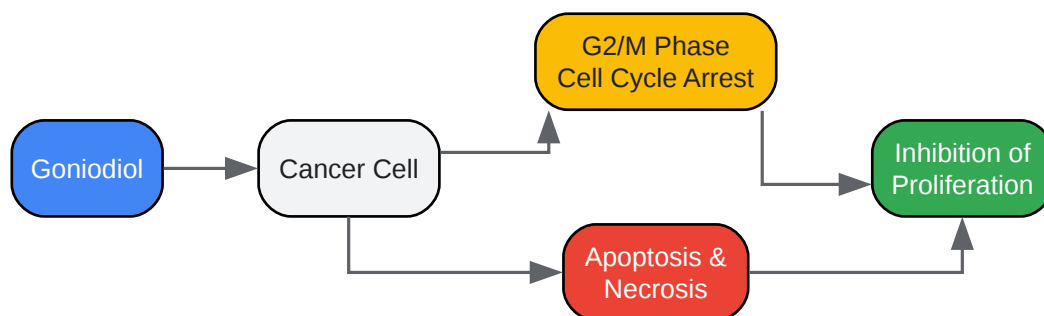 G2/M Phase
Cell Cycle Arrest
Goniodiol
Cancer Cell
Inhibition of
Proliferation
Apoptosis &
Necrosis